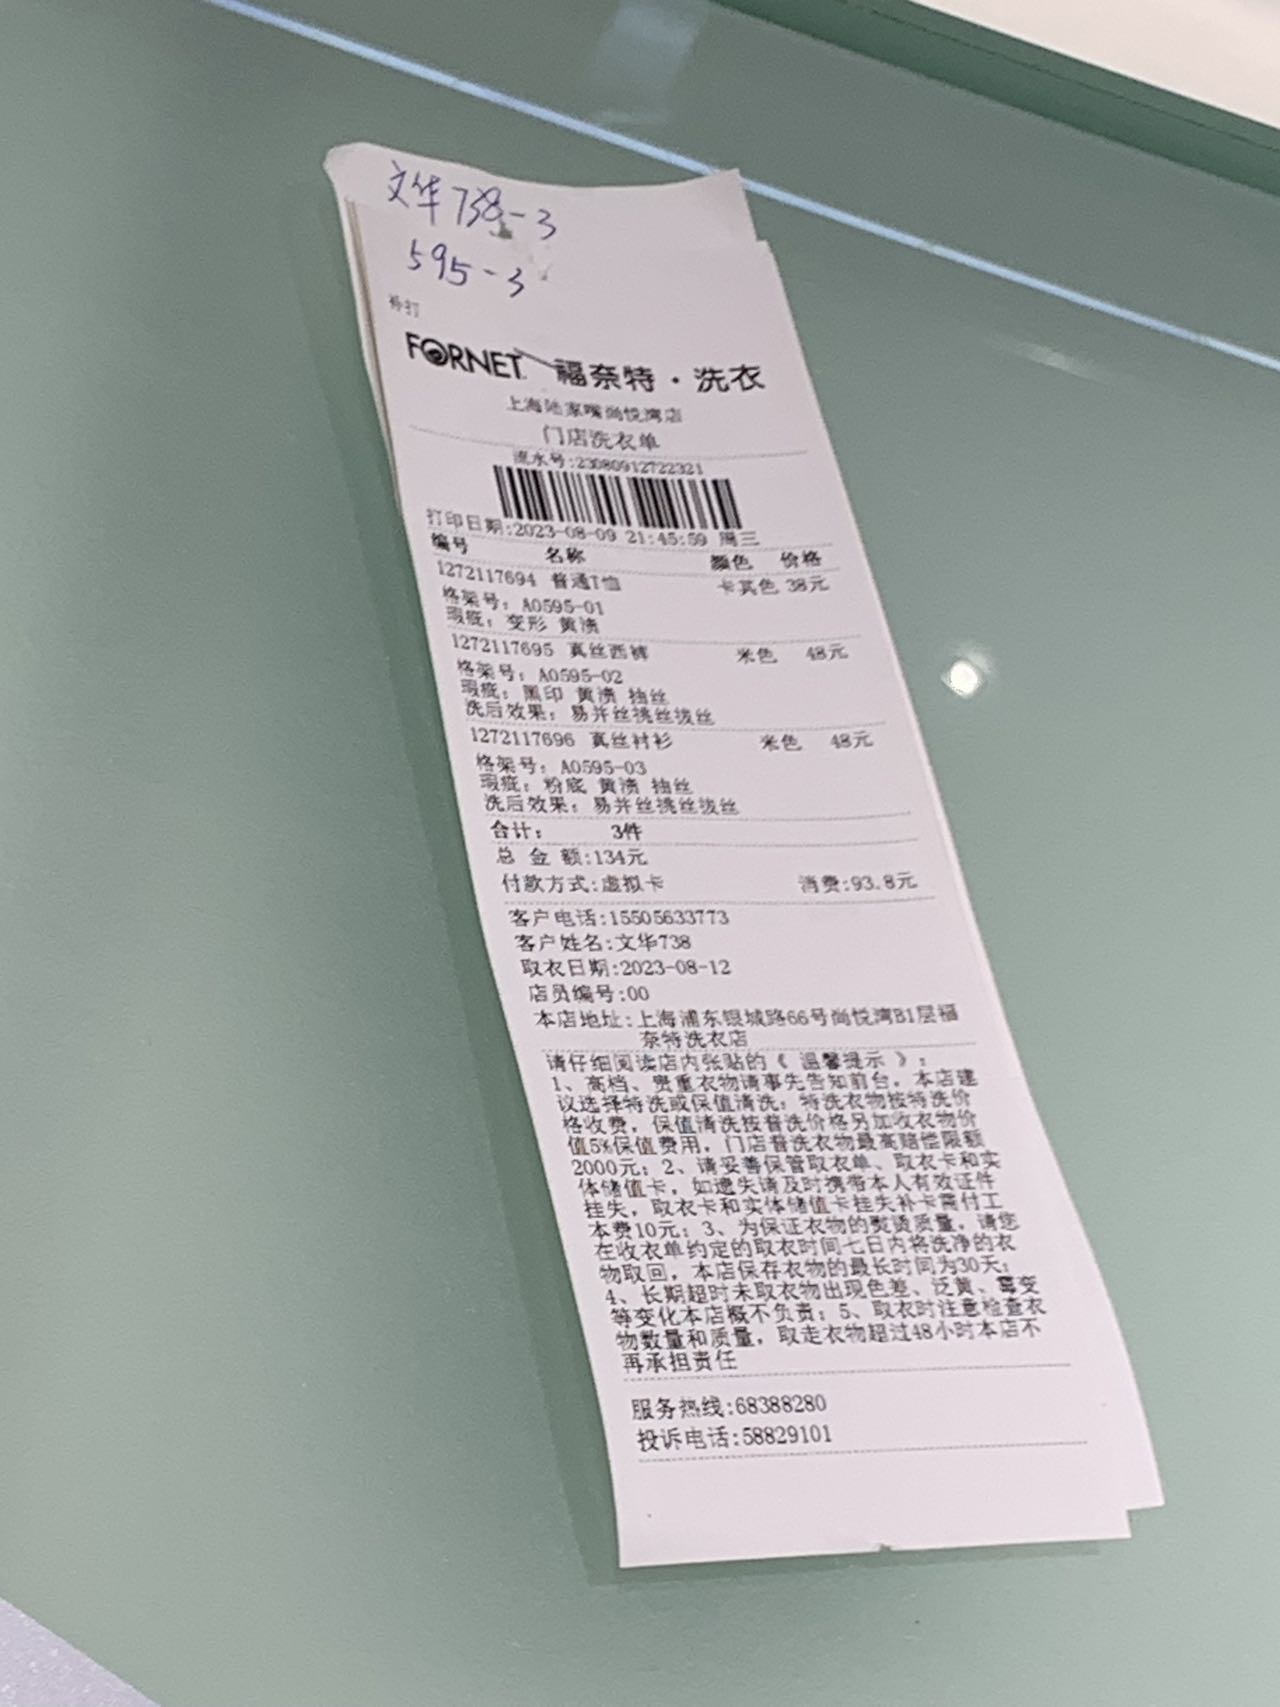 文华738-3
595-3
补打
FORNET 福奈特·洗衣
上海陆家嘴尚悦湾店
门店洗衣单
流水号:23080912722321
打印日期:2023-08-09 21:45:59 周三
编号 名称 颜色 价格
1272117694 普通T恤 卡其色 38元
格架号：A0595-01
瑕疵：变形 黄渍
1272117695 真丝西裤 米色 48元
格架号：A0595-02
瑕疵：黑印 黄渍 抽丝
洗后效果：易并丝挑丝拔丝
1272117696 真丝衬衫 米色 48元
格架号：A0595-03
瑕疵：粉底 黄渍 抽丝
洗后效果：易并丝挑丝拔丝
合计： 3件
总 金 额:134元
付款方式:虚拟卡 消费:93.8元
客户电话:15505633773
客户姓名:文华738
取衣日期:2023-08-12
店员编号:00
本店地址:上海浦东银城路66号尚悦湾B1层福
奈特洗衣店
请仔细阅读店内张贴的《 温馨提示 》：
1、高档、贵重衣物请事先告知前台，本店建
议选择特洗或保值清洗；特洗衣物按特洗价
格收费，保值清洗按普洗价格另加收衣物价
值5%保值费用，门店普洗衣物最高赔偿限额
2000元；2、请妥善保管取衣单、取衣卡和实
体储值卡，如遗失请及时携带本人有效证件
挂失，取衣卡和实体储值卡挂失补卡需付工
本费10元；3、为保证衣物的熨烫质量，请您
在收衣单约定的取衣时间七日内将洗净的衣
物取回，本店保存衣物的最长时间为30天；
4、长期超时未取衣物出现色差、泛黄、霉变
等变化本店概不负责；5、取衣时注意检查衣
物数量和质量，取走衣物超过48小时本店不
再承担责任
服务热线:68388280
投诉电话:58829101